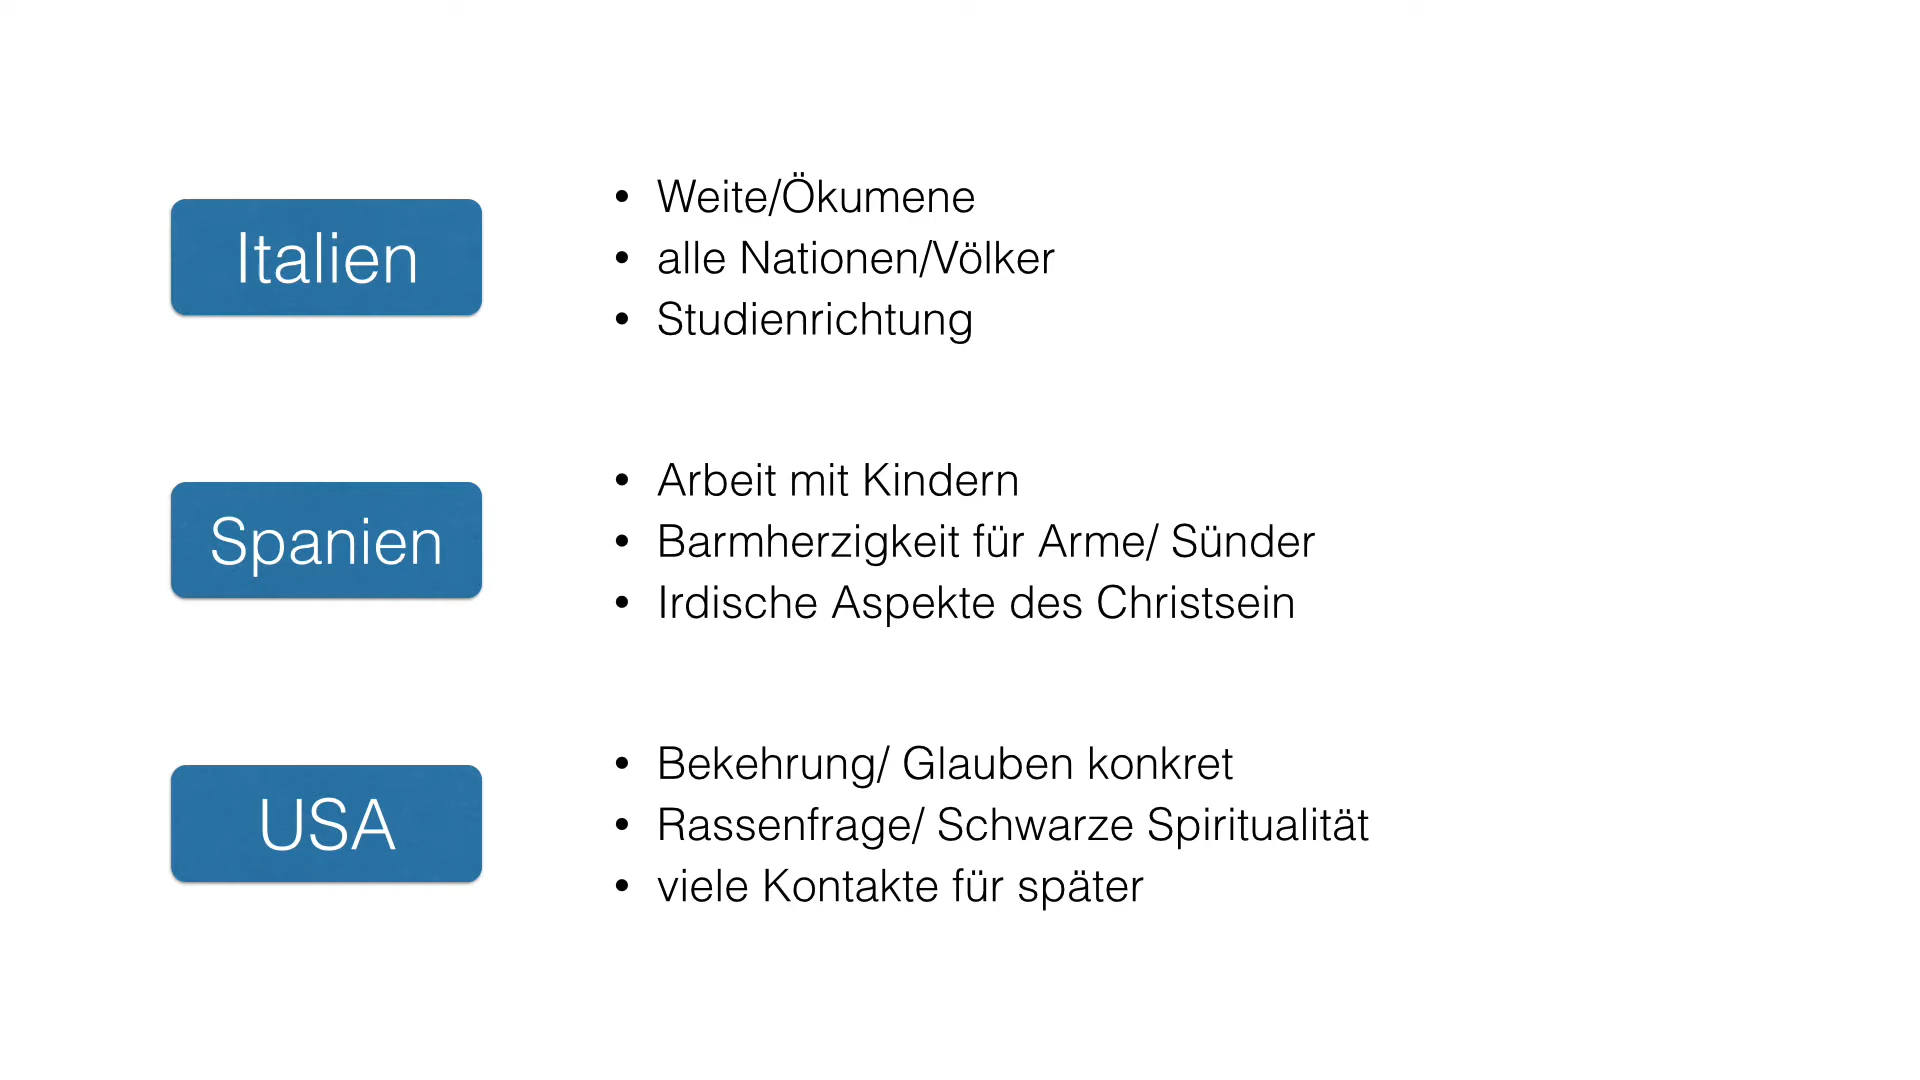 Italien
• Weite/Ökumene
• alle Nationen/Völker
• Studienrichtung
Spanien
• Arbeit mit Kindern
• Barmherzigkeit für Arme/ Sünder
• Irdische Aspekte des Christsein
USA
• Bekehrung/ Glauben konkret
• Rassenfrage/ Schwarze Spiritualität
• viele Kontakte für später